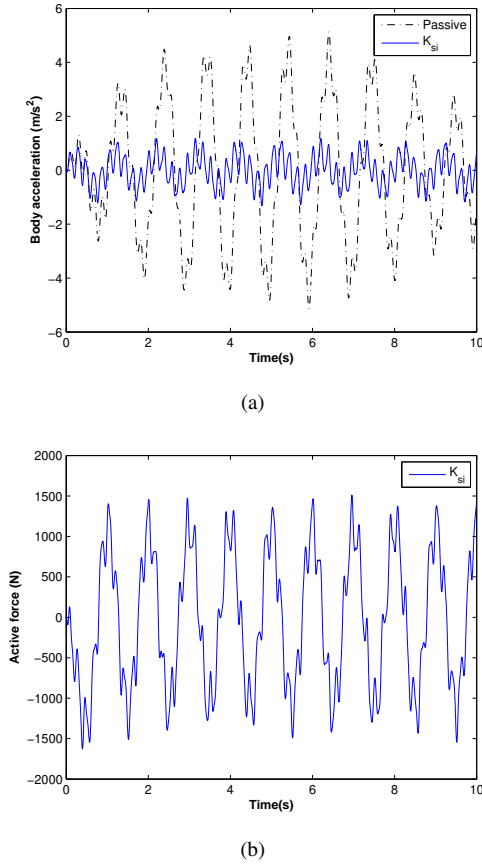 6
4
2
0
−2
−4
−6
Body acceleration (m/s²)
Passive
K_si
0 2 4 6 8 10
Time(s)
(a)
2000
1500
1000
500
0
−500
−1000
−1500
−2000
Active force (N)
K_si
0 2 4 6 8 10
Time(s)
(b)